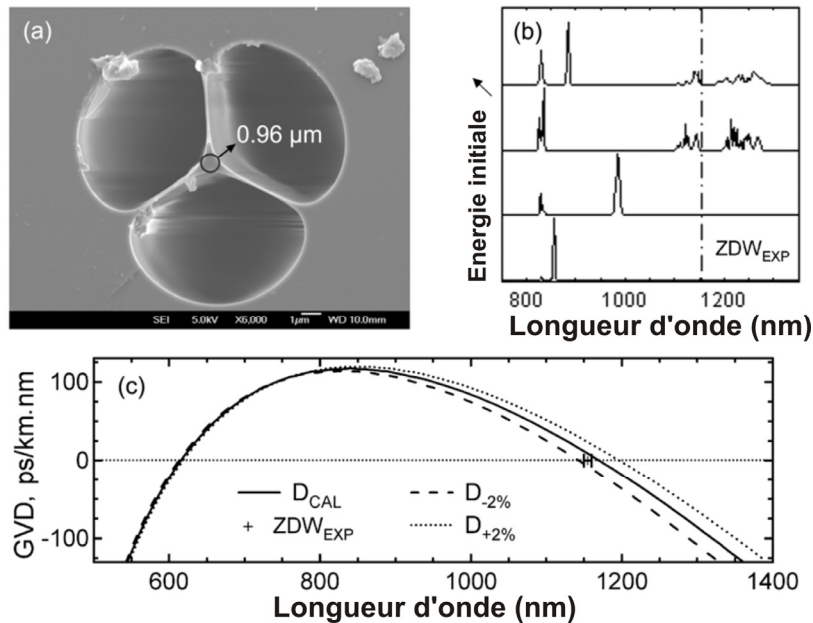 (a)
0.96 µm
SEI 5.0kV X6,000 1µm WD 10.0mm
(b)
Energie initiale
ZDW_EXP
800 1000 1200
Longueur d'onde (nm)
(c)
GVD, ps/km.nm
100
0
-100
D_CAL
D_-2%
+ ZDW_EXP
D_+2%
600 800 1000 1200 1400
Longueur d'onde (nm)